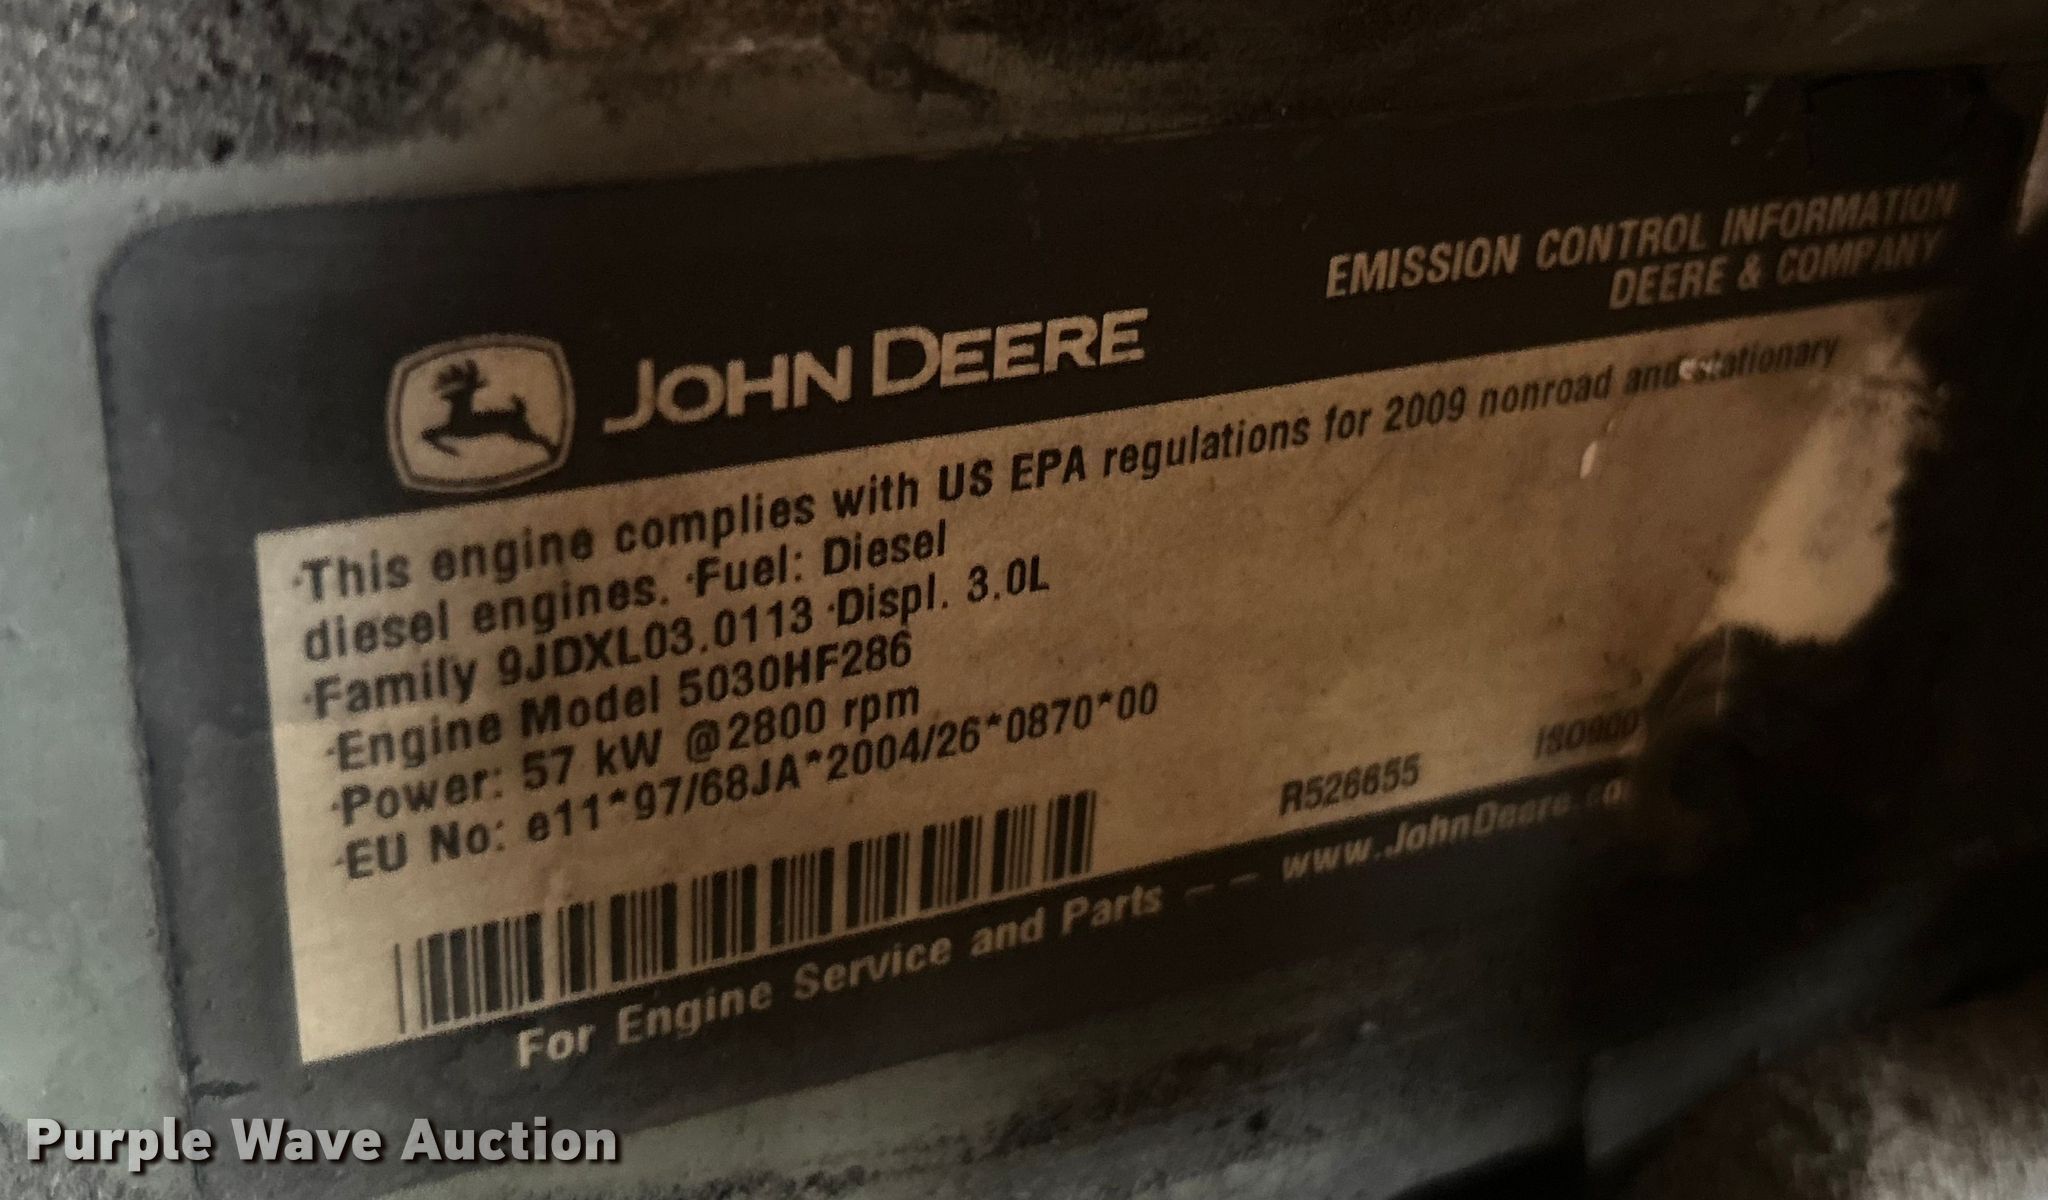 EMISSION CONTROL INFORMATION
DEERE & COMPANY
JOHN DEERE
·This engine complies with US EPA regulations for 2009 nonroad and stationary
diesel engines. ·Fuel: Diesel
·Family 9JDXL03.0113 ·Displ. 3.0L
·Engine Model 5030HF286
·Power: 57 kW @2800 rpm
·EU No: e11*97/68JA*2004/26*0870*00
R526655
For Engine Service and Parts – – www.JohnDeere.co
Purple Wave Auction